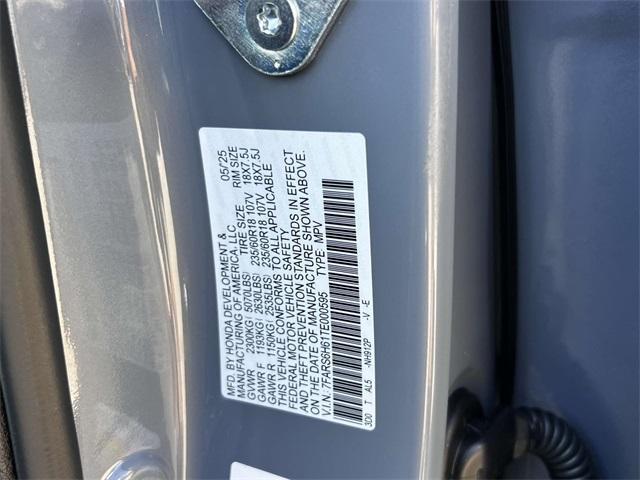 MFD. BY HONDA DEVELOPMENT & 05/25
MANUFACTURING OF AMERICA, LLC
TIRE SIZE RIM SIZE
GVWR 2300KG( 5070LBS) 235/60R18 107V 18X7.5J
GAWR F 1193KG( 2630LBS) 235/60R18 107V 18X7.5J
GAWR R 1150KG( 2535LBS)
THIS VEHICLE CONFORMS TO ALL APPLICABLE
FEDERAL MOTOR VEHICLE SAFETY
AND THEFT PREVENTION STANDARDS IN EFFECT
ON THE DATE OF MANUFACTURE SHOWN ABOVE.
V.I.N. 7FARS6H61TE000595 TYPE: MPV
3D0 T AL5 -NH912P -V -E